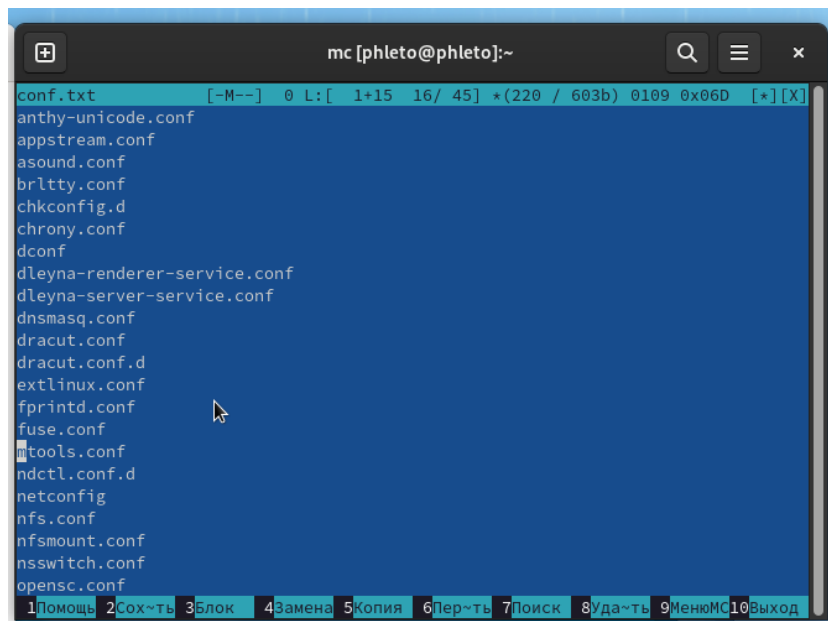 mc [phleto@phleto]:~
conf.txt [-M--] 0 L:[ 1+15 16/ 45] *(220 / 603b) 0109 0x06D [*][X]
anthy-unicode.conf
appstream.conf
asound.conf
brltty.conf
chkconfig.d
chrony.conf
dconf
dleyna-renderer-service.conf
dleyna-server-service.conf
dnsmasq.conf
dracut.conf
dracut.conf.d
extlinux.conf
fprintd.conf
fuse.conf
mtools.conf
ndctl.conf.d
netconfig
nfs.conf
nfsmount.conf
nsswitch.conf
opensc.conf
1Помощь 2Сох~ть 3Блок 4Замена 5Копия 6Пер~ть 7Поиск 8Уда~ть 9МенюМС10Выход